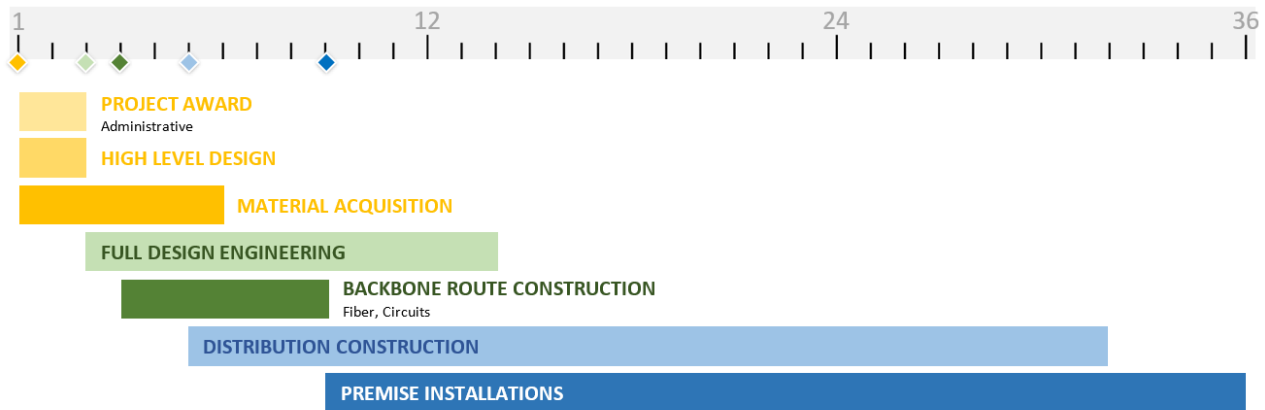 1 12 24 36
PROJECT AWARD
Administrative
HIGH LEVEL DESIGN
MATERIAL ACQUISITION
FULL DESIGN ENGINEERING
BACKBONE ROUTE CONSTRUCTION
Fiber, Circuits
DISTRIBUTION CONSTRUCTION
PREMISE INSTALLATIONS